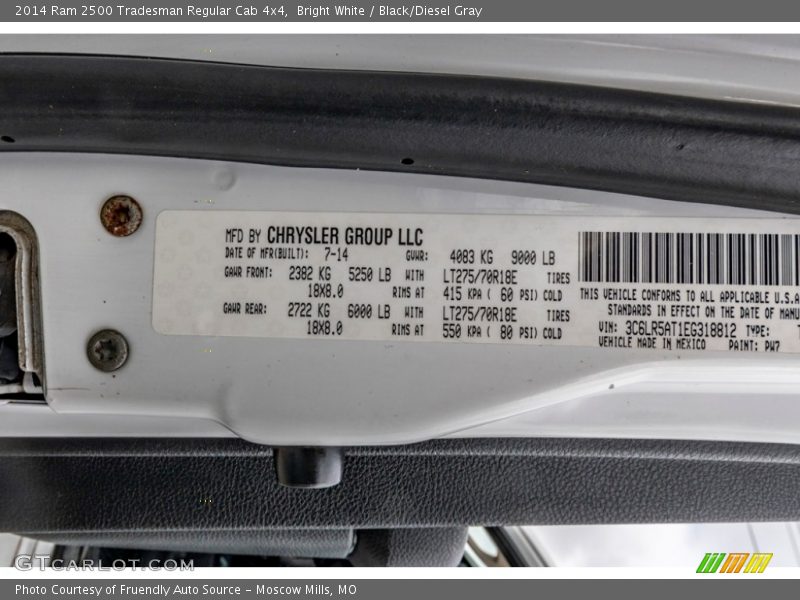 2014 Ram 2500 Tradesman Regular Cab 4x4,  Bright White / Black/Diesel Gray
MFD BY CHRYSLER GROUP LLC
DATE OF MFR(BUILT): 7-14 GVWR: 4083 KG 9000 LB
GAWR FRONT: 2382 KG 5250 LB WITH LT275/70R18E TIRES
18X8.0 RIMS AT 415 KPA ( 60 PSI) COLD
GAWR REAR: 2722 KG 6000 LB WITH LT275/70R18E TIRES
18X8.0 RIMS AT 550 KPA ( 80 PSI) COLD
THIS VEHICLE CONFORMS TO ALL APPLICABLE U.S.A
STANDARDS IN EFFECT ON THE DATE OF MANU
VIN: 3C6LR5AT1EG318812 TYPE:
VEHICLE MADE IN MEXICO PAINT: PW7
GTCarLot.com
Photo Courtesy of Fruendly Auto Source - Moscow Mills, MO